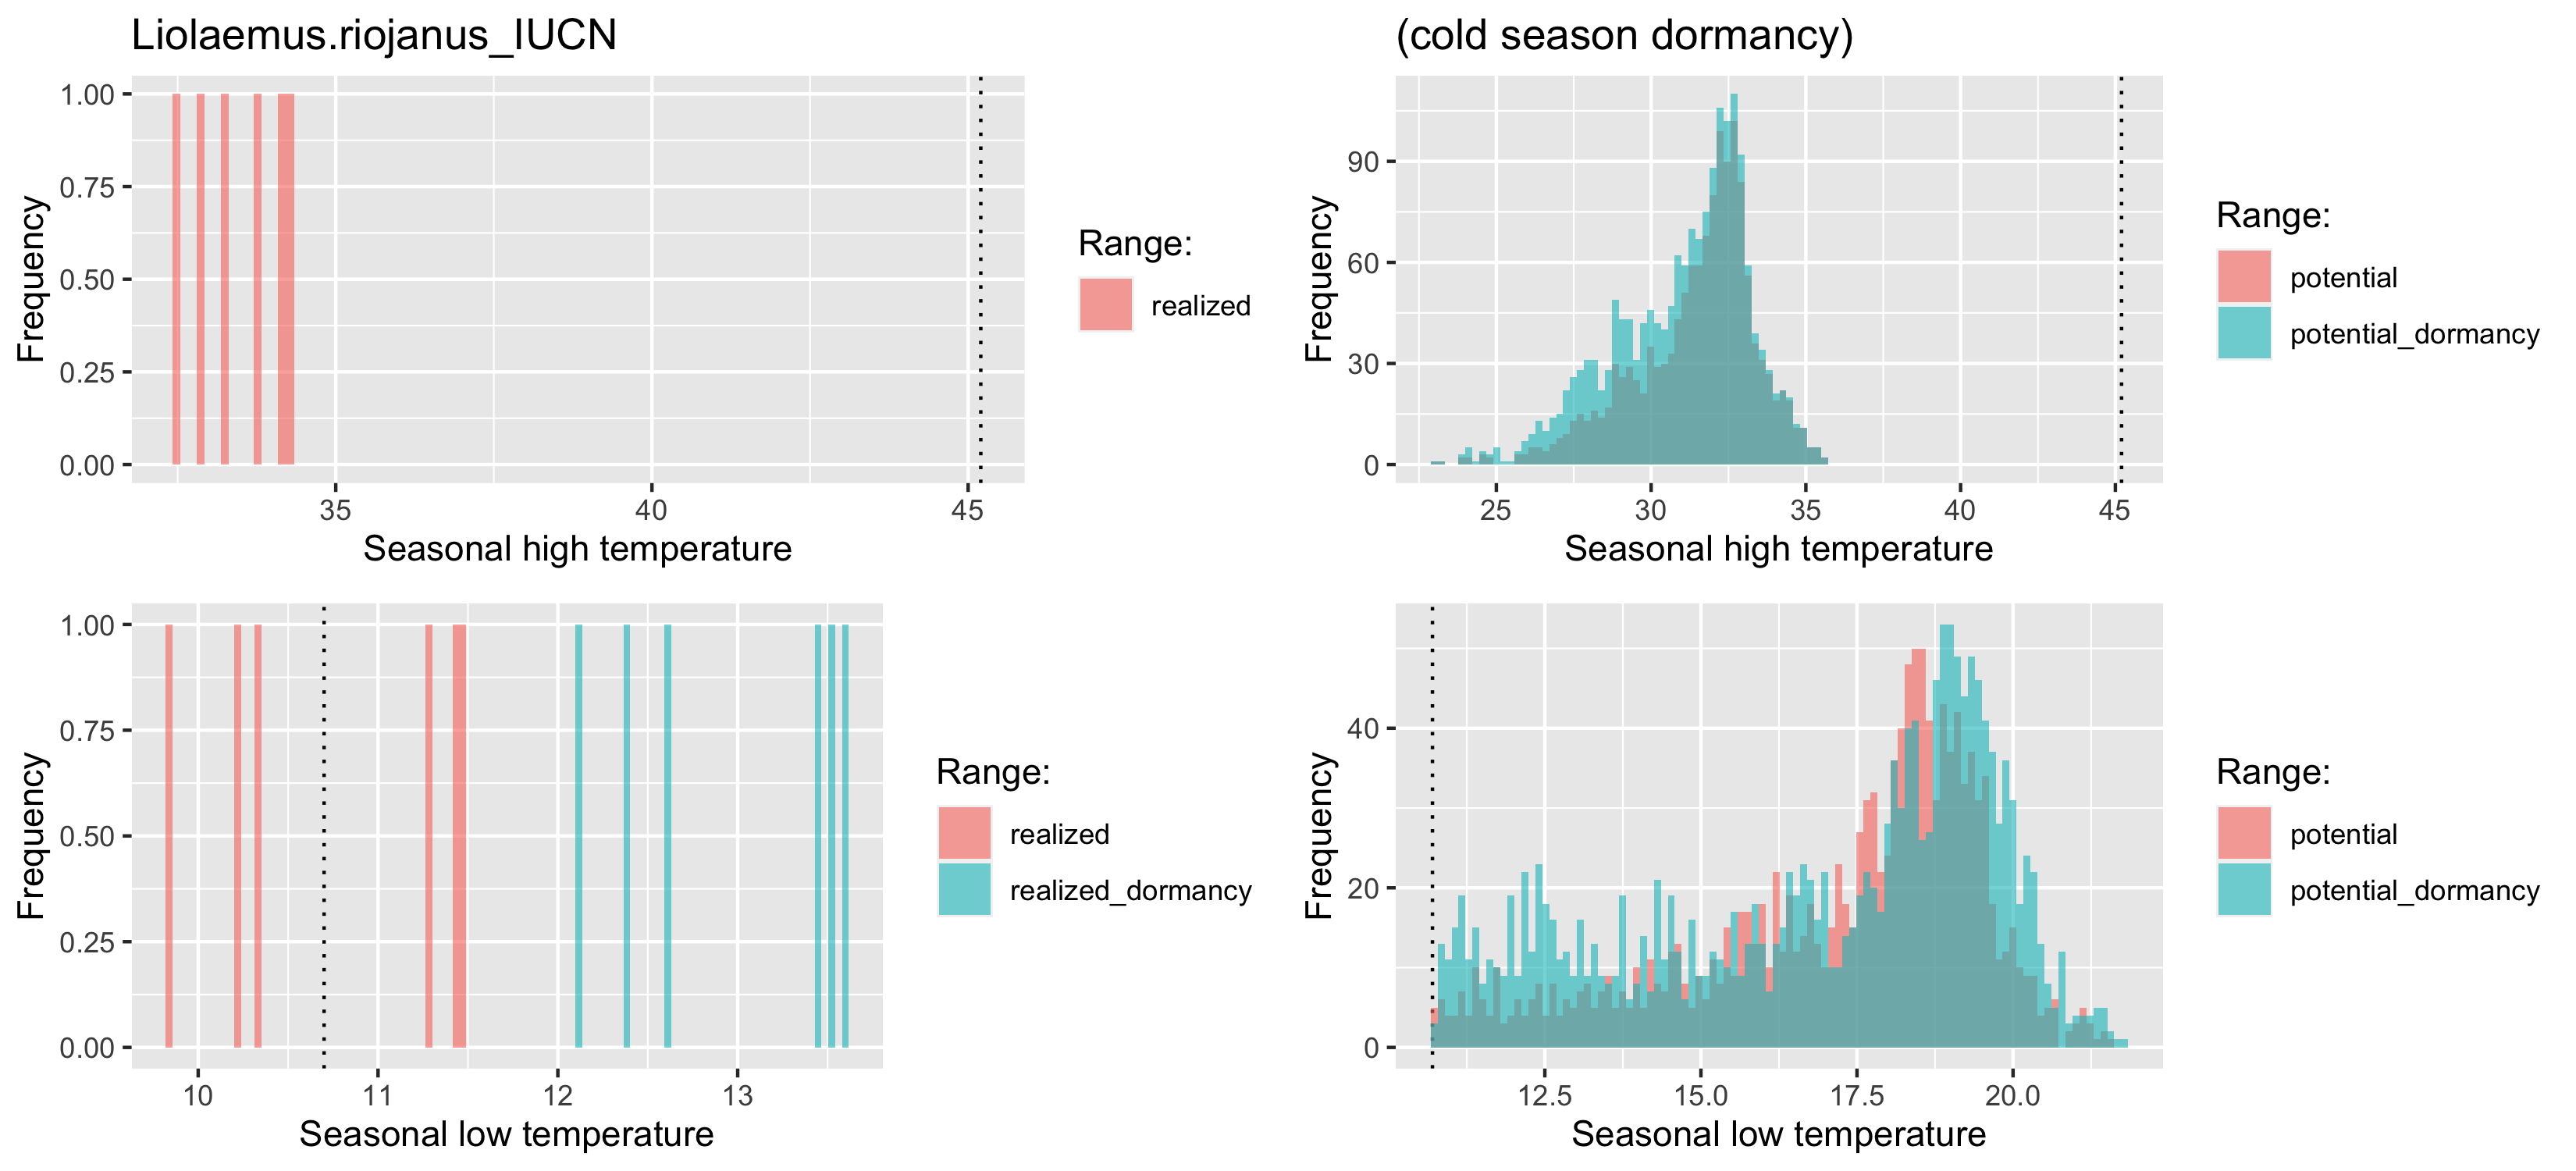 Liolaemus.riojanus_IUCN
1.00
0.75
0.50
0.25
0.00
Frequency
35 40 45
Seasonal high temperature
Range:
realized
(cold season dormancy)
90
60
30
0
Frequency
25 30 35 40 45
Seasonal high temperature
Range:
potential
potential_dormancy
1.00
0.75
0.50
0.25
0.00
Frequency
10 11 12 13
Seasonal low temperature
Range:
realized
realized_dormancy
40
20
0
Frequency
12.5 15.0 17.5 20.0
Seasonal low temperature
Range:
potential
potential_dormancy